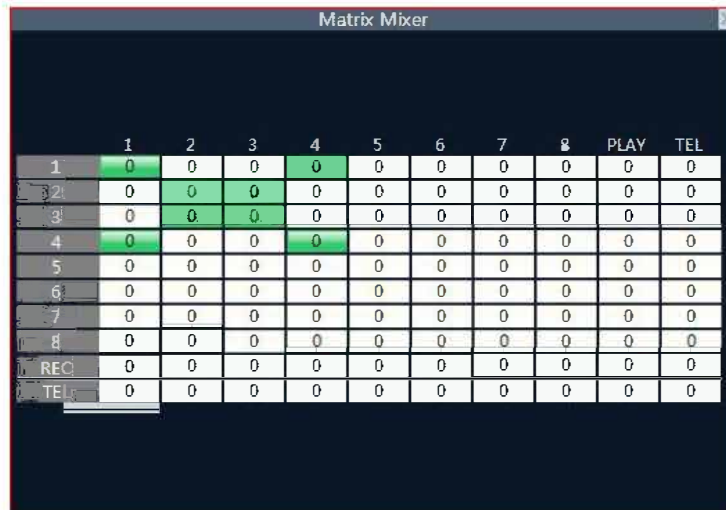 Matrix Mixer
1 2 3 4 5 6 7 8 PLAY TEL
1 0 0 0 0 0 0 0 0 0 0
2 0 0 0 0 0 0 0 0 0 0
3 0 0 0 0 0 0 0 0 0 0
4 0 0 0 0 0 0 0 0 0 0
5 0 0 0 0 0 0 0 0 0 0
6 0 0 0 0 0 0 0 0 0 0
7 0 0 0 0 0 0 0 0 0 0
8 0 0 0 0 0 0 0 0 0 0
REC 0 0 0 0 0 0 0 0 0 0
TEL 0 0 0 0 0 0 0 0 0 0